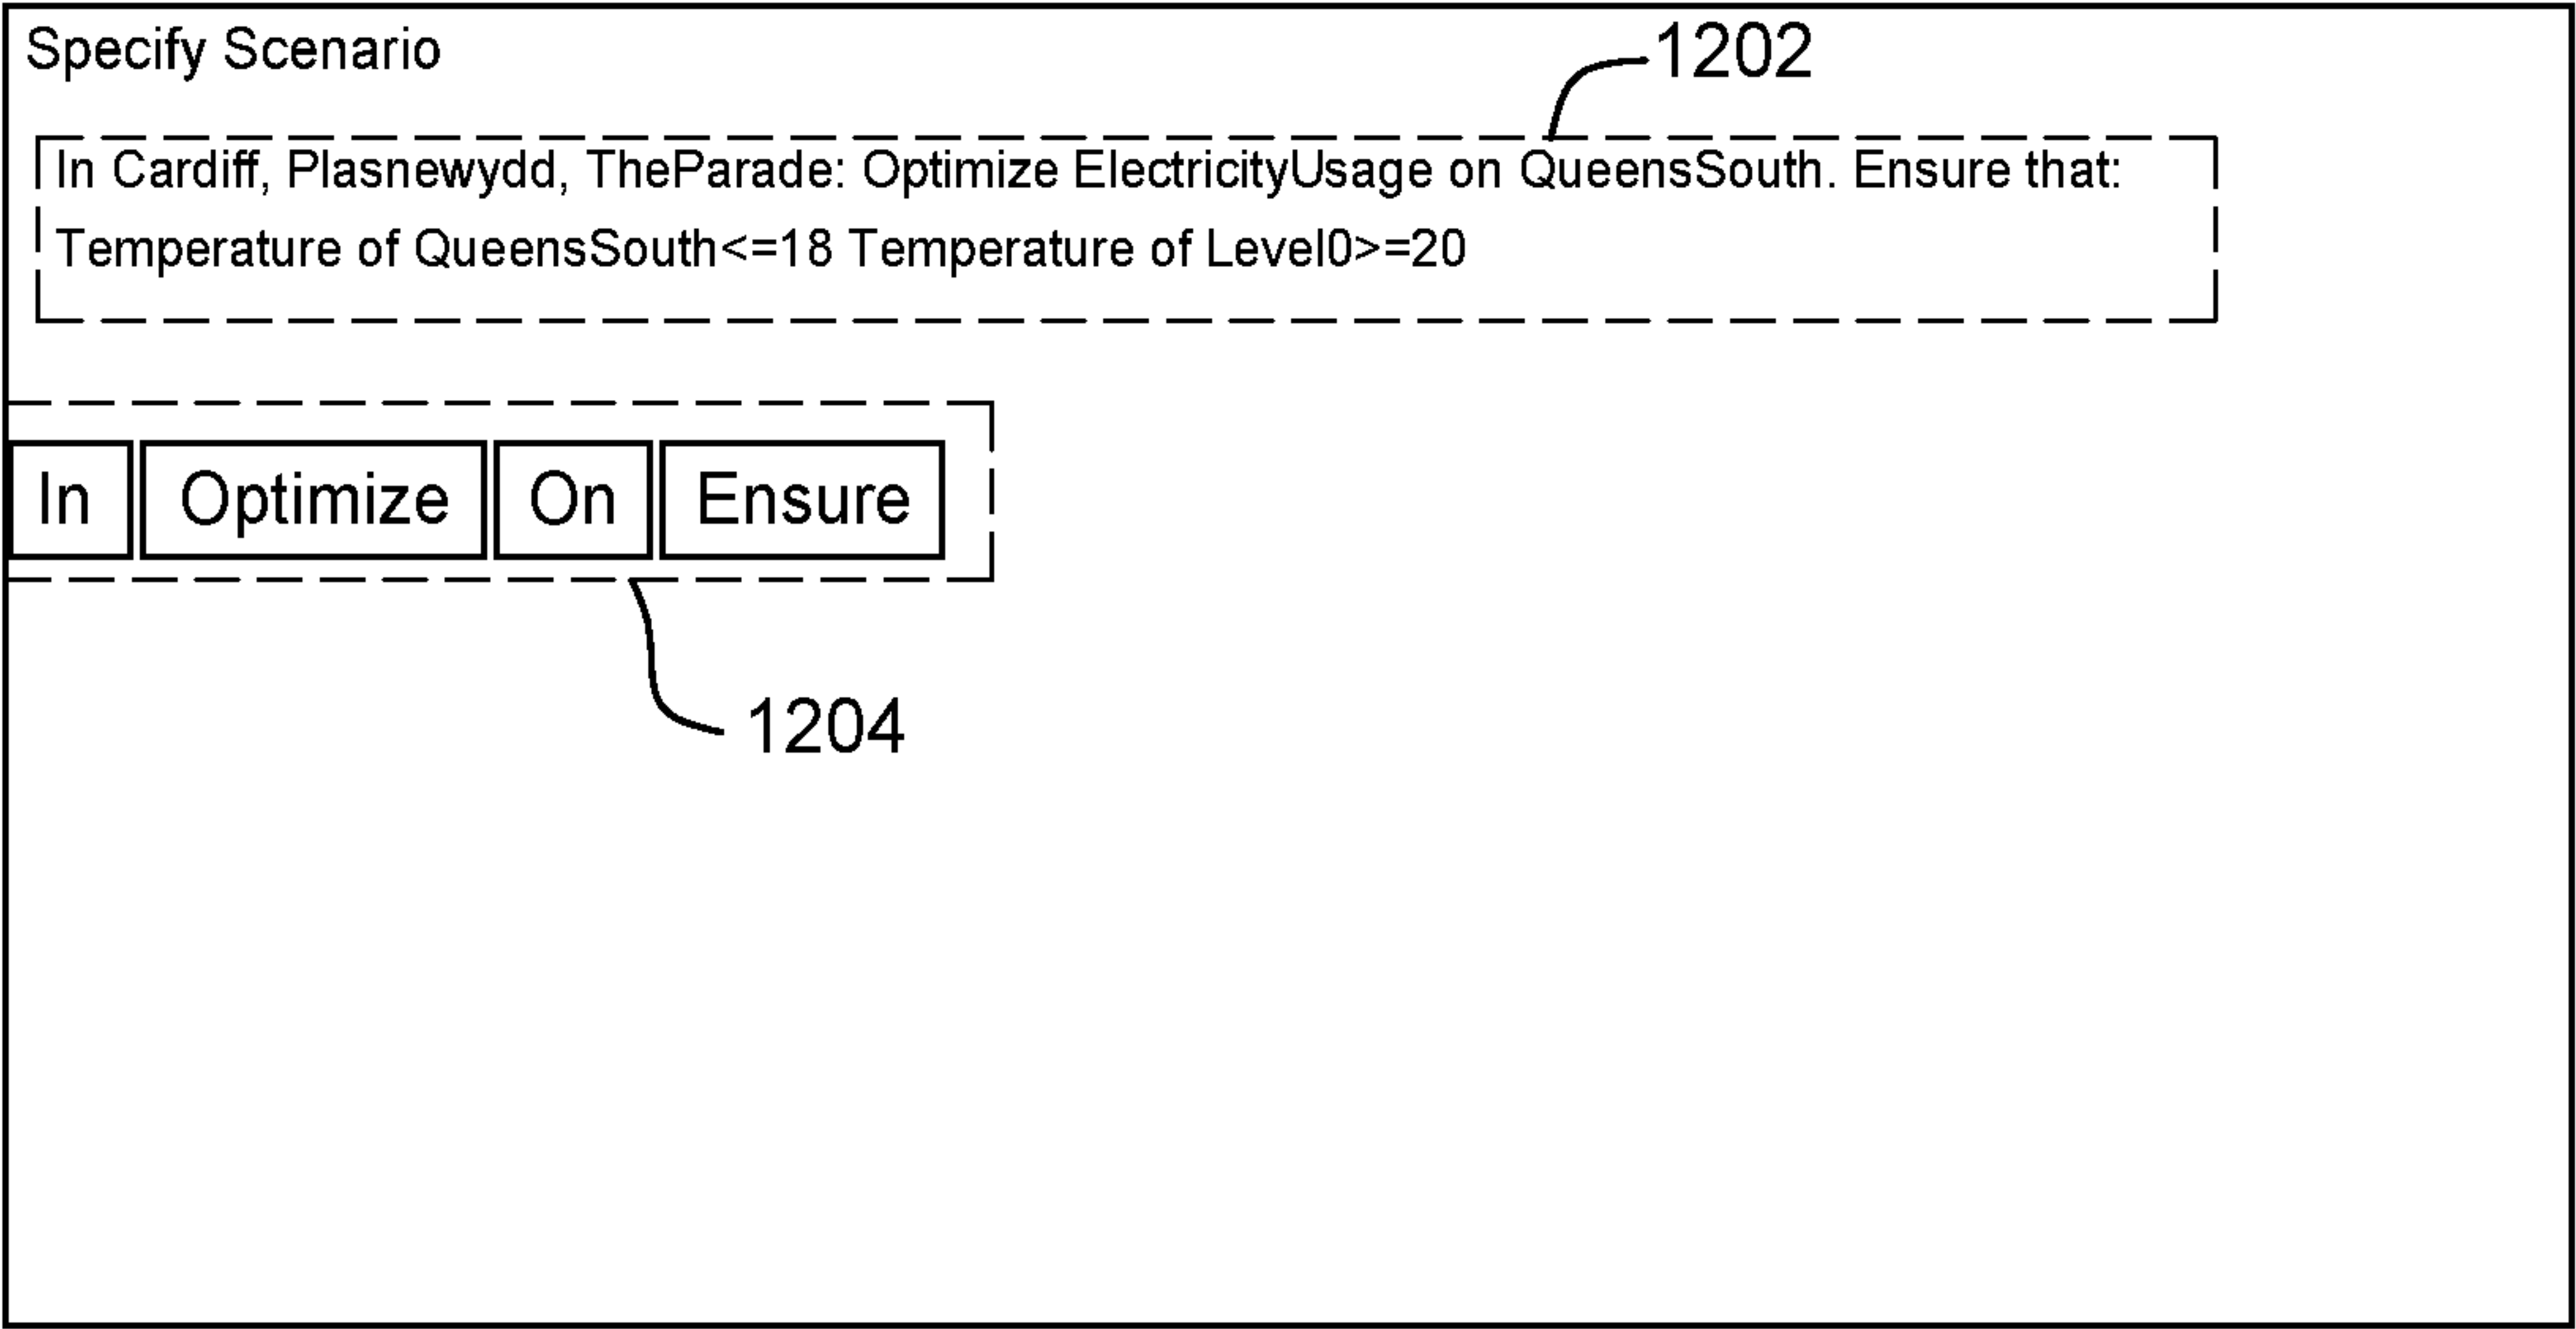 Specify Scenario
1202
In Cardiff, Plasnewydd, TheParade: Optimize ElectricityUsage on QueensSouth. Ensure that:
Temperature of QueensSouth<=18 Temperature of Level0>=20
In Optimize On Ensure
1204